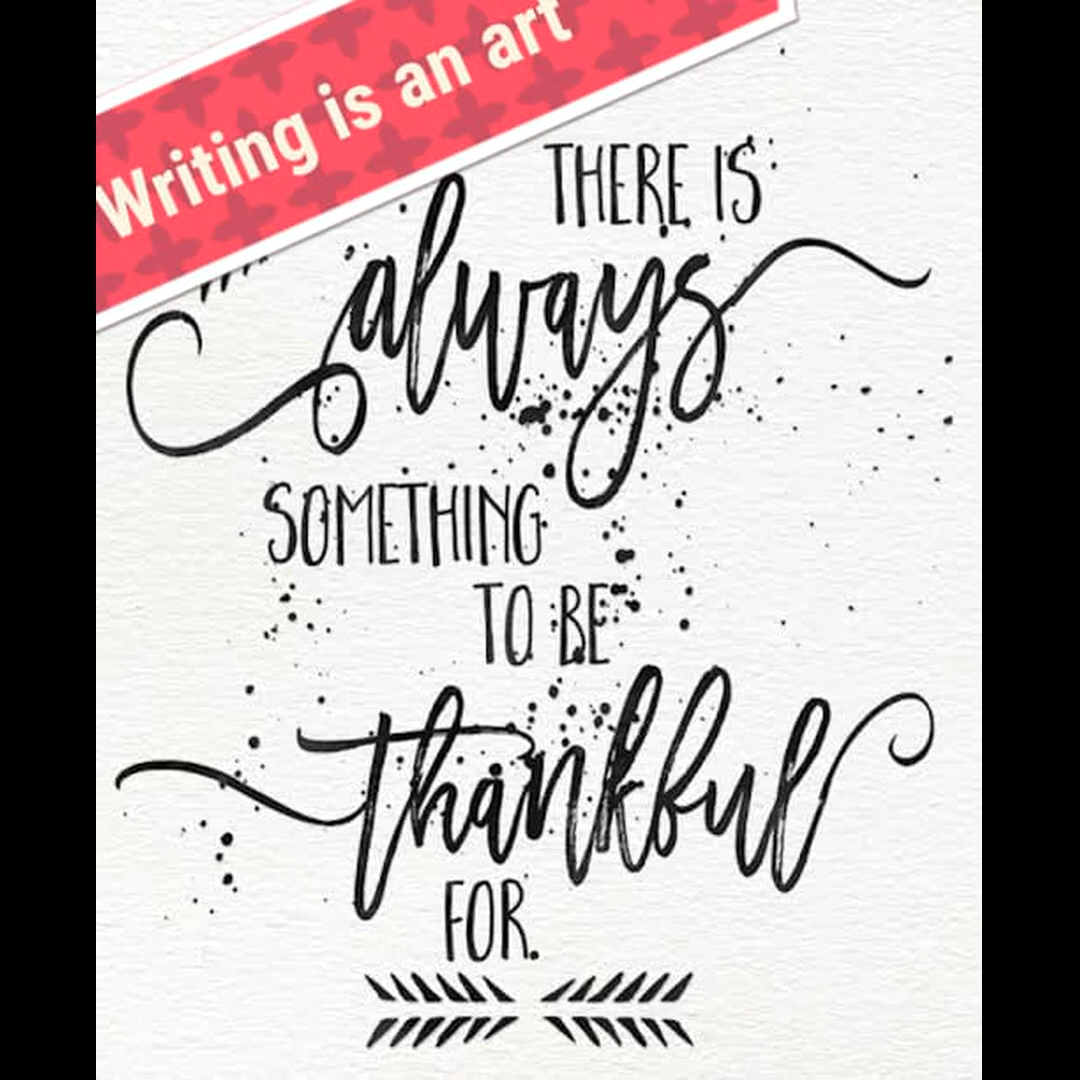 Writing is an art
THERE IS
always
SOMETHING
TO BE
thankful
FOR.